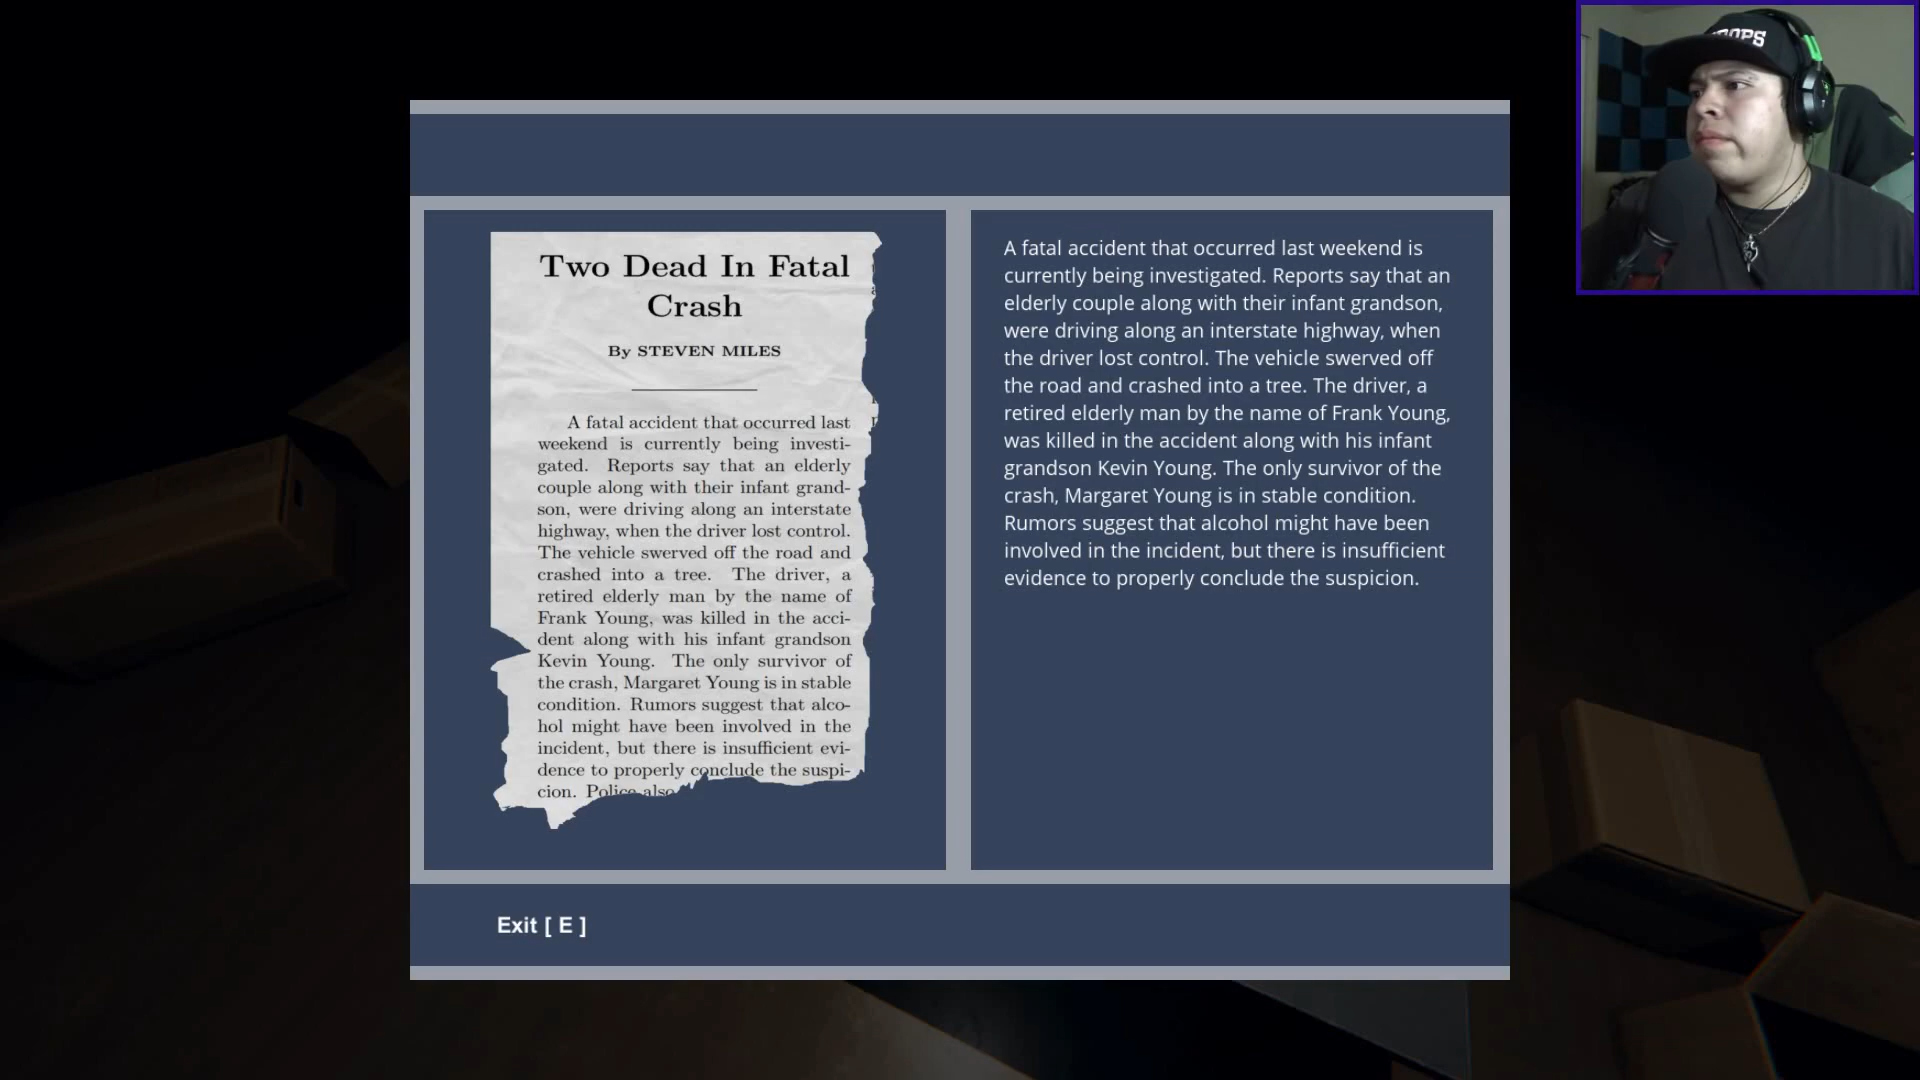 Two Dead In Fatal
Crash
By STEVEN MILES
A fatal accident that occurred last
weekend is currently being investi-
gated. Reports say that an elderly
couple along with their infant grand-
son, were driving along an interstate
highway, when the driver lost control.
The vehicle swerved off the road and
crashed into a tree. The driver, a
retired elderly man by the name of
Frank Young, was killed in the acci-
dent along with his infant grandson
Kevin Young. The only survivor of
the crash, Margaret Young is in stable
condition. Rumors suggest that alco-
hol might have been involved in the
incident, but there is insufficient evi-
dence to properly conclude the suspi-
cion. Police also
A fatal accident that occurred last weekend is
currently being investigated. Reports say that an
elderly couple along with their infant grandson,
were driving along an interstate highway, when
the driver lost control. The vehicle swerved off
the road and crashed into a tree. The driver, a
retired elderly man by the name of Frank Young,
was killed in the accident along with his infant
grandson Kevin Young. The only survivor of the
crash, Margaret Young is in stable condition.
Rumors suggest that alcohol might have been
involved in the incident, but there is insufficient
evidence to properly conclude the suspicion.
Exit [ E ]